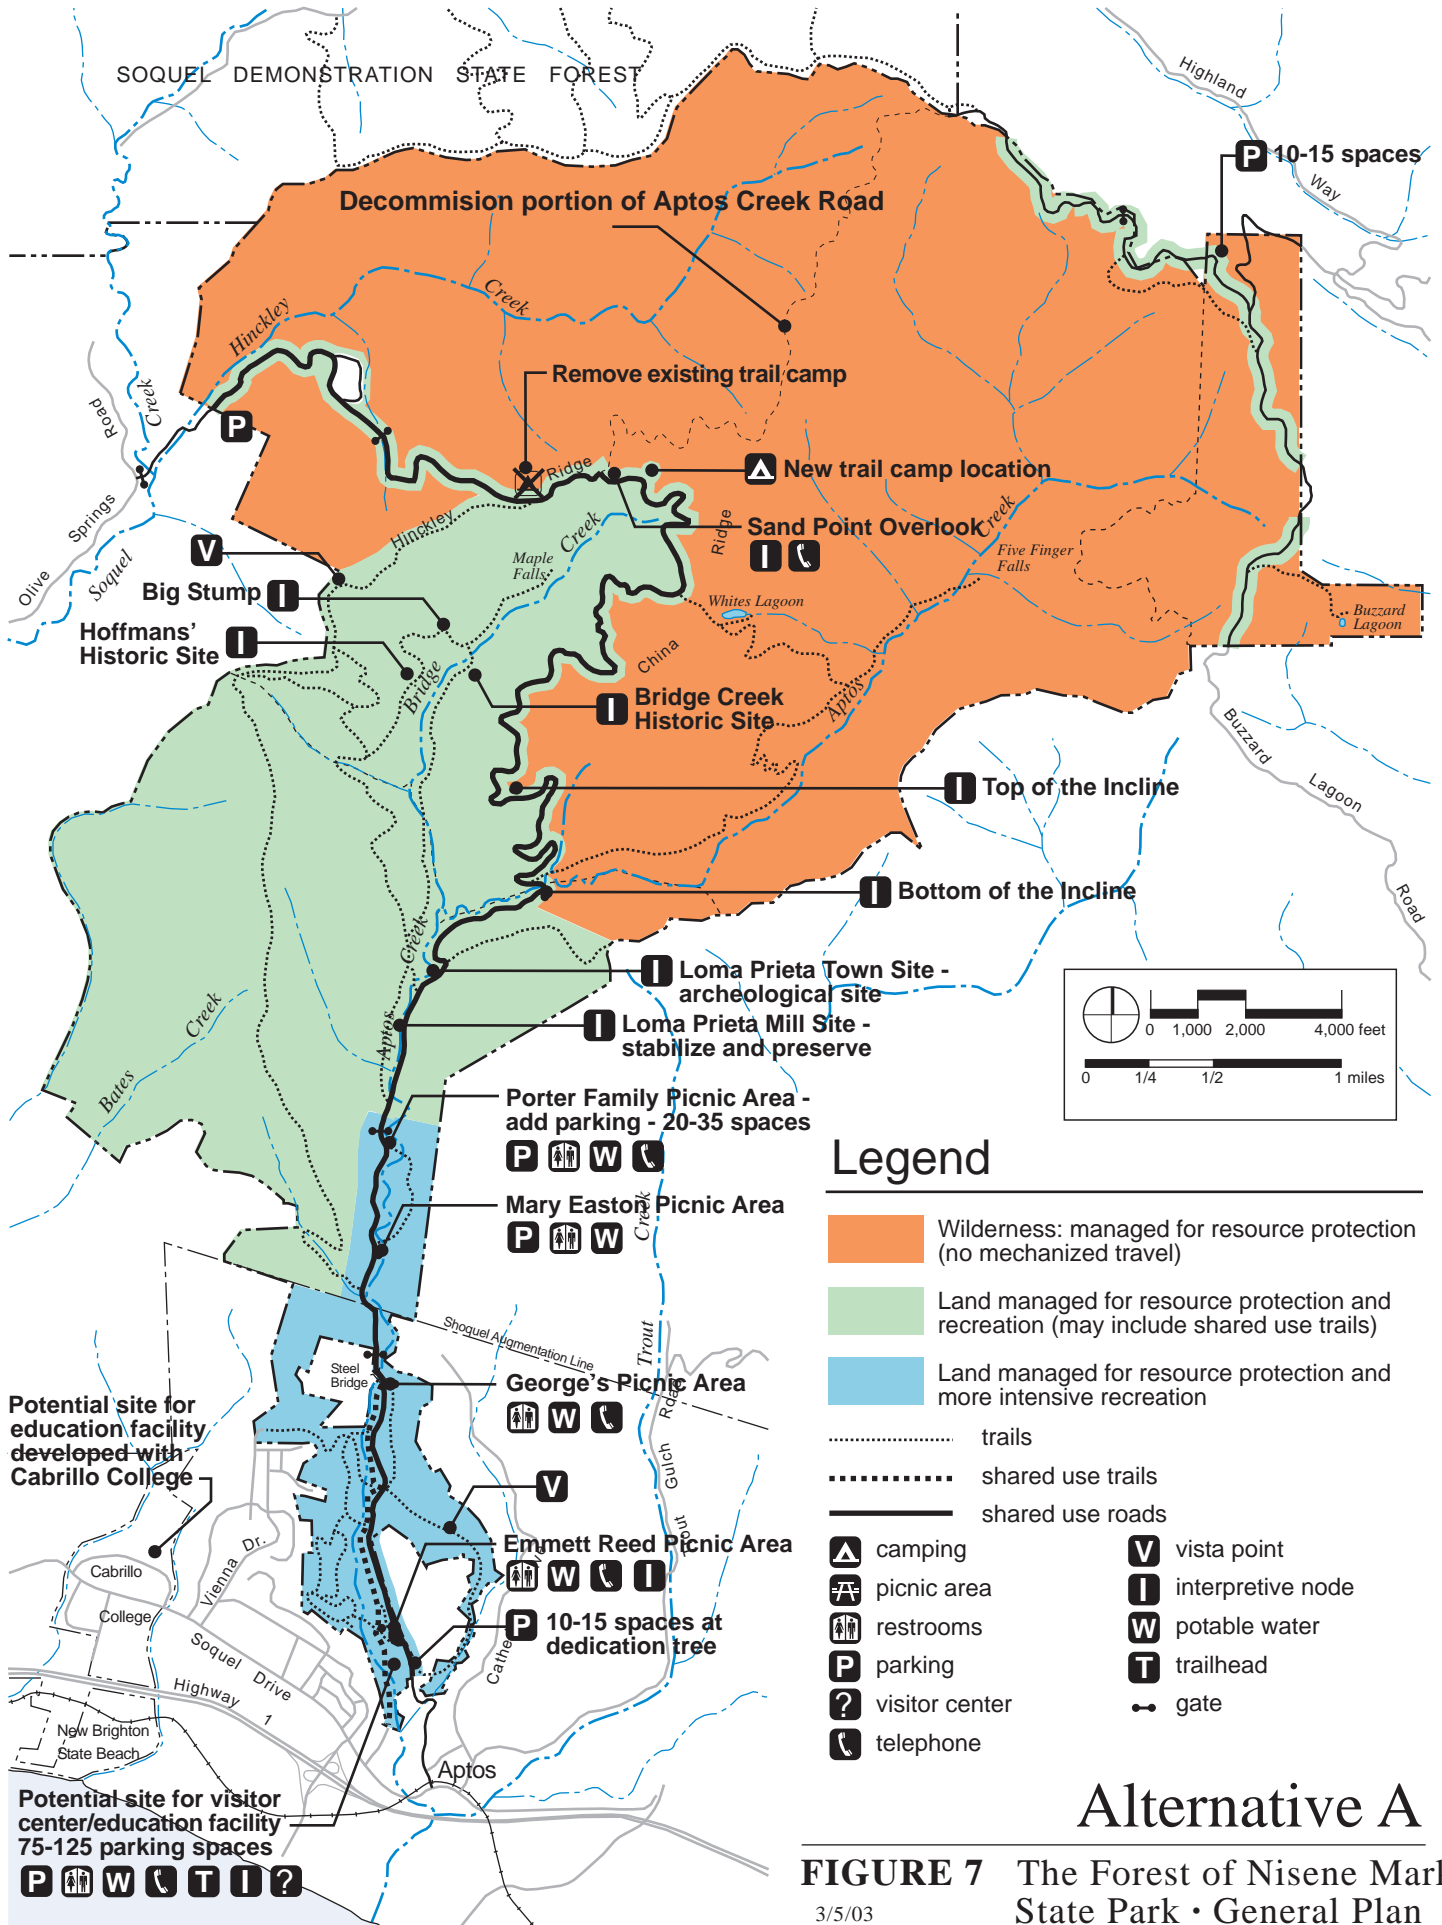 SOQUEL DEMONSTRATION STATE FOREST
Highland
Way
P 10-15 spaces
Decommision portion of Aptos Creek Road
Hinckley
Creek
Remove existing trail camp
Road
Creek
P
Ridge
New trail camp location
Springs
Hinckley
Creek
Ridge
Sand Point Overlook
I
Creek
Olive
Soquel
V
Maple
Falls
Five Finger
Falls
Big Stump I
Whites Lagoon
Buzzard
Lagoon
Hoffmans'
Historic Site I
China
Bridge
I Bridge Creek
Historic Site
Aptos
Buzzard
Lagoon
Road
I Top of the Incline
I Bottom of the Incline
Creek
I Loma Prieta Town Site -
archeological site
Creek
Aptos
I Loma Prieta Mill Site -
stabilize and preserve
0 1,000 2,000 4,000 feet
0 1/4 1/2 1 miles
Bates
Porter Family Picnic Area -
add parking - 20-35 spaces
P W
Mary Easton Picnic Area
P W
Creek
Trout
Shoquel Augmentation Line
Steel
Bridge
George's Picnic Area
W
Road
Gulch
Trout
Potential site for
education facility
developed with
Cabrillo College
V
Vienna Dr.
Emmett Reed Picnic Area
W I
Cabrillo
College
P 10-15 spaces at
dedication tree
Soquel Drive
Highway
1
New Brighton
State Beach
Aptos
Potential site for visitor
center/education facility
75-125 parking spaces
P W T I ?
Legend
Wilderness: managed for resource protection
(no mechanized travel)
Land managed for resource protection and
recreation (may include shared use trails)
Land managed for resource protection and
more intensive recreation
trails
shared use trails
shared use roads
camping
picnic area
restrooms
P parking
? visitor center
telephone
V vista point
I interpretive node
W potable water
T trailhead
gate
Alternative A
FIGURE 7 The Forest of Nisene
State Park • General Plan
3/5/03